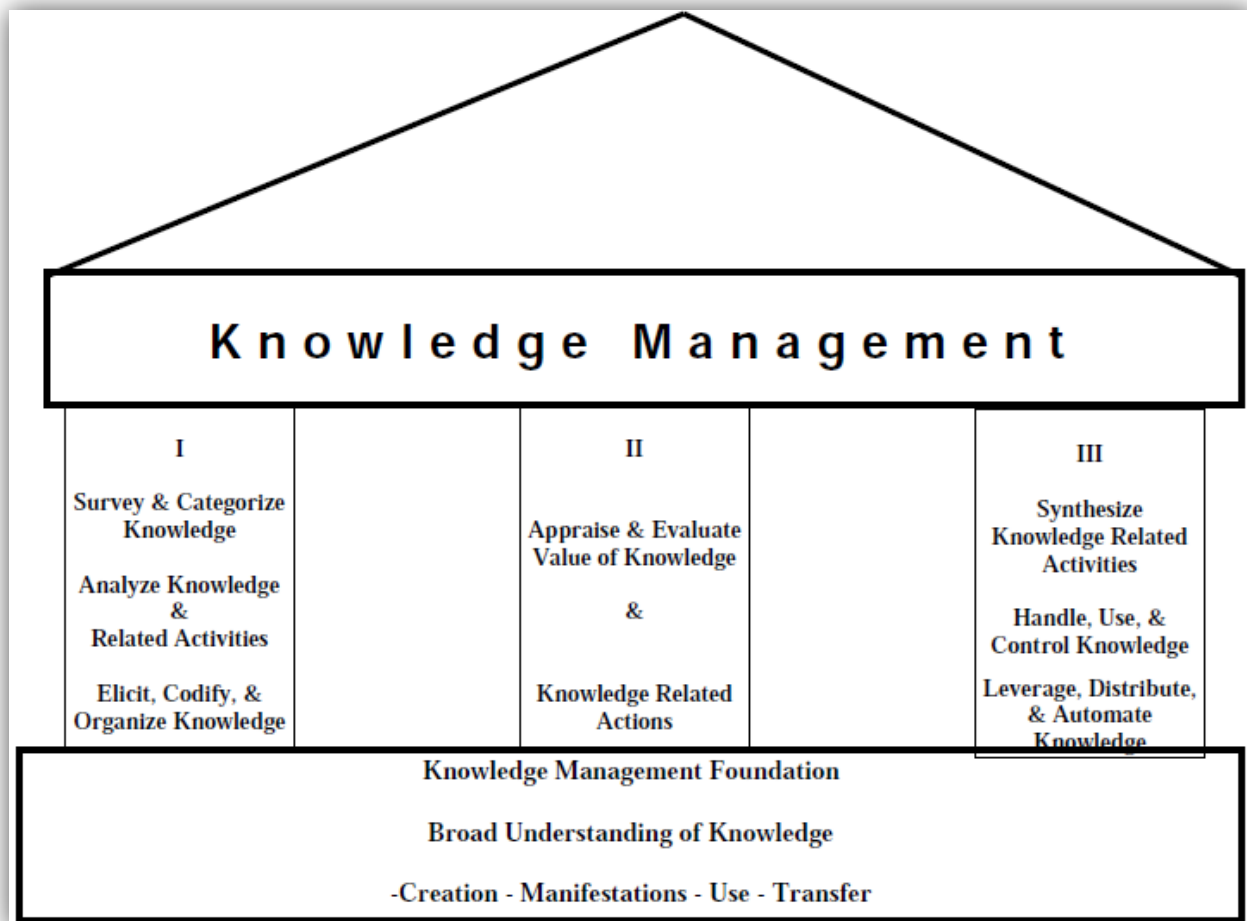 Knowledge Management
I
Survey & Categorize
Knowledge
Analyze Knowledge
&
Related Activities
Elicit, Codify, &
Organize Knowledge
II
Appraise & Evaluate
Value of Knowledge
&
Knowledge Related
Actions
III
Synthesize
Knowledge Related
Activities
Handle, Use, &
Control Knowledge
Leverage, Distribute,
& Automate
Knowledge
Knowledge Management Foundation
Broad Understanding of Knowledge
-Creation - Manifestations - Use - Transfer